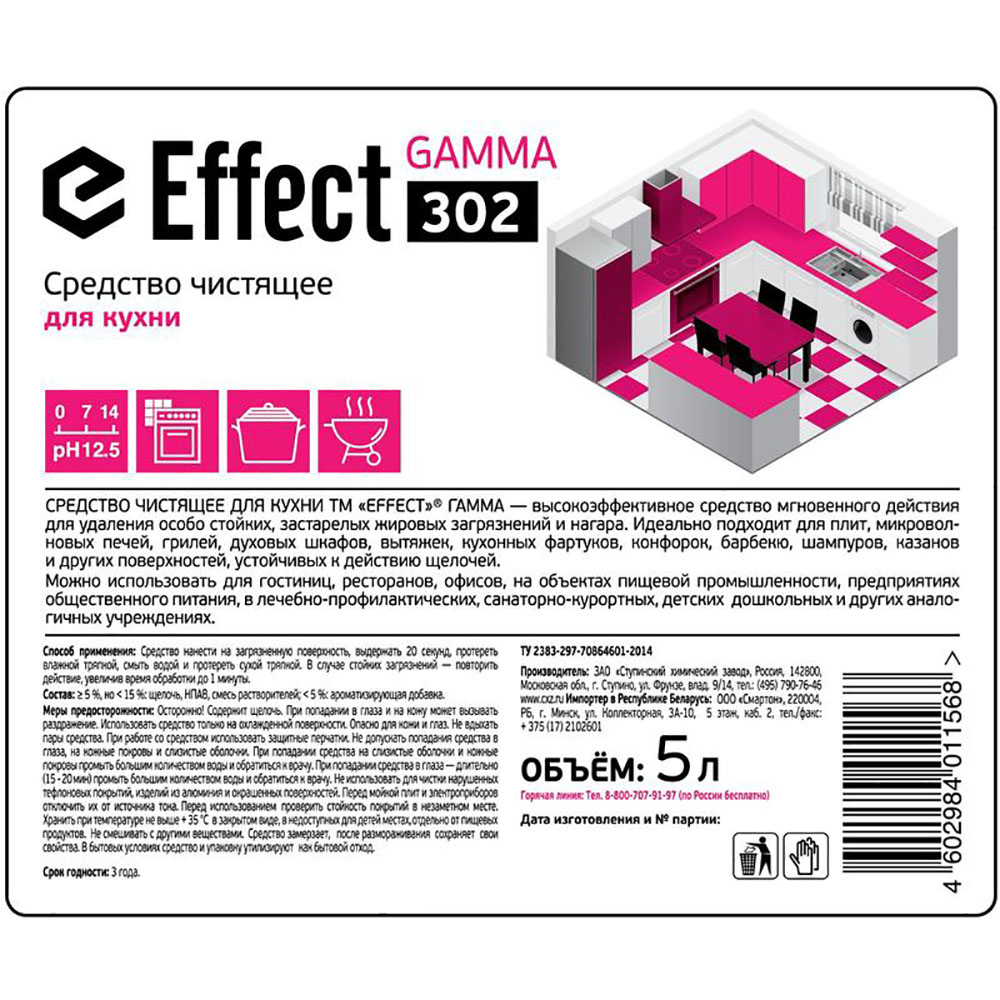 e Effect GAMMA
302
Средство чистящее
для кухни
0 7 14
pH12.5
СРЕДСТВО ЧИСТЯЩЕЕ ДЛЯ КУХНИ ТМ «EFFECT»® ГАММА — высокоэффективное средство мгновенного действия
для удаления особо стойких, застарелых жировых загрязнений и нагара. Идеально подходит для плит, микровол-
новых печей, грилей, духовых шкафов, вытяжек, кухонных фартуков, конфорок, барбекю, шампуров, казанов
и других поверхностей, устойчивых к действию щелочей.
Можно использовать для гостиниц, ресторанов, офисов, на объектах пищевой промышленности, предприятиях
общественного питания, в лечебно-профилактических, санаторно-курортных, детских дошкольных и других анало-
гичных учреждениях.
Способ применения: Средство нанести на загрязненную поверхность, выдержать 20 секунд, протереть
влажной тряпкой, смыть водой и протереть сухой тряпкой. В случае стойких загрязнений — повторить
действие, увеличив время обработки до 1 минуты.
Состав: ≥ 5 %, но < 15 %: щелочь, НПАВ, смесь растворителей; < 5 %: ароматизирующая добавка.
Меры предосторожности: Осторожно! Содержит щелочь. При попадании в глаза и на кожу может вызывать
раздражение. Использовать средство только на охлажденной поверхности. Опасно для кожи и глаз. Не вдыхать
пары средства. При работе со средством использовать защитные перчатки. Не допускать попадания средства в
глаза, на кожные покровы и слизистые оболочки. При попадании средства на слизистые оболочки и кожные
покровы промыть большим количеством воды и обратиться к врачу. При попадании средства в глаза — длительно
(15 - 20 мин) промыть большим количеством воды и обратиться к врачу. Не использовать для чистки нарушенных
тефлоновых покрытий, изделий из алюминия и окрашенных поверхностей. Перед мойкой плит и электроприборов
отключить их от источника тока. Перед использованием проверить стойкость покрытий в незаметном месте.
Хранить при температуре не выше + 35 °С в закрытом виде, в недоступных для детей местах, отдельно от пищевых
продуктов. Не смешивать с другими веществами. Средство замерзает, после размораживания сохраняет свои
свойства. В бытовых условиях средство и упаковку утилизируют как бытовой отход.
Срок годности: 3 года.
ТУ 2383-297-70864601-2014
Производитель: ЗАО «Ступинский химический завод», Россия, 142800,
Московская обл., г. Ступино, ул. Фрунзе, влад. 9/14, тел.: (495) 790-76-46
www.cxz.ru Импортер в Республике Беларусь: ООО «Смартон», 220004,
РБ, г. Минск, ул. Коллекторная, 3А-10, 5 этаж, каб. 2, тел./факс:
+ 375 (17) 2102601
ОБЪЁМ: 5 л
Горячая линия: Тел. 8-800-707-91-97 (по России бесплатно)
Дата изготовления и № партии:
4 602984 011568 >